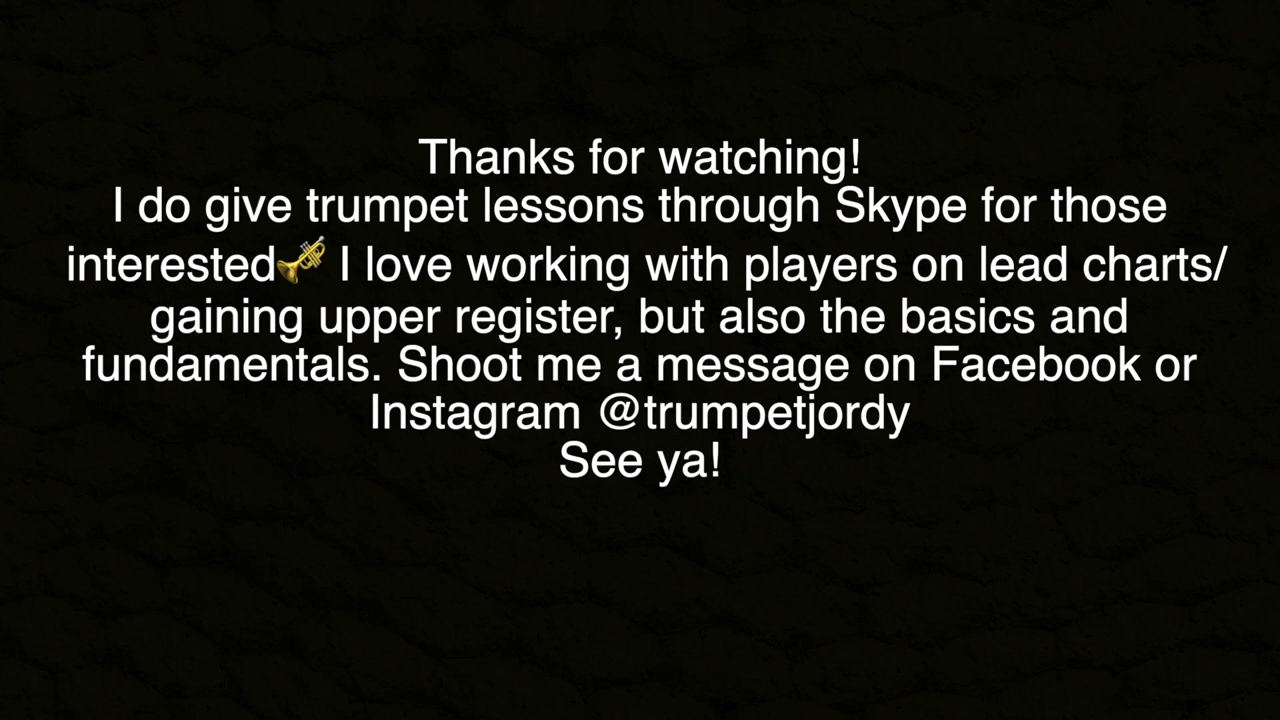 Thanks for watching!
I do give trumpet lessons through Skype for those
interested🎺 I love working with players on lead charts/
gaining upper register, but also the basics and
fundamentals. Shoot me a message on Facebook or
Instagram @trumpetjordy
See ya!